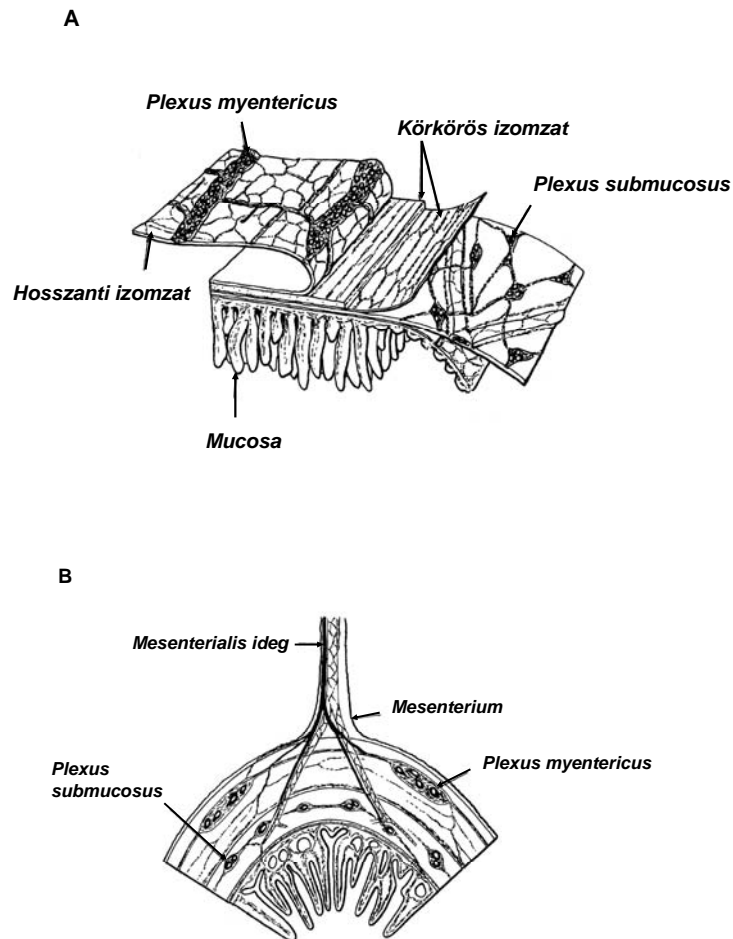 A
Plexus myentericus
Körkörös izomzat
Plexus submucosus
Hosszanti izomzat
Mucosa
B
Mesenterialis ideg
Mesenterium
Plexus myentericus
Plexus
submucosus